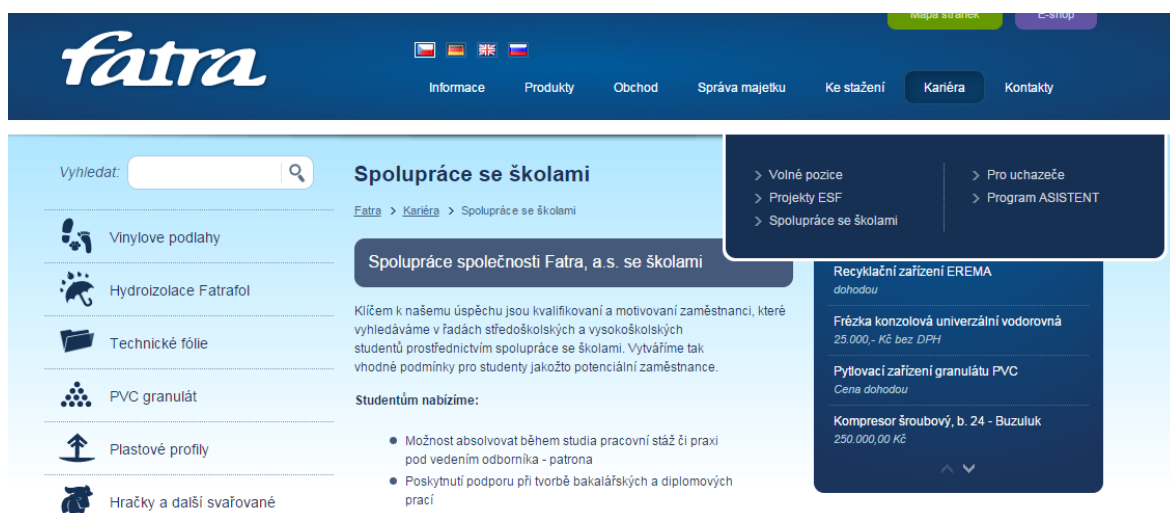 Mapa stránek
E-shop
fatra
Informace
Produkty
Obchod
Správa majetku
Ke stažení
Kariéra
Kontakty
Vyhledat:
Vinylove podlahy
Hydroizolace Fatrafol
Technické fólie
PVC granulát
Plastové profily
Hračky a další svařované
Spolupráce se školami
Fatra > Kariéra > Spolupráce se školami
Spolupráce společnosti Fatra, a.s. se školami
Klíčem k našemu úspěchu jsou kvalifikovaní a motivovaní zaměstnanci, které
vyhledáváme v řadách středoškolských a vysokoškolských
studentů prostřednictvím spolupráce se školami. Vytváříme tak
vhodné podmínky pro studenty jakožto potenciální zaměstnance.
Studentům nabízíme:
Možnost absolvovat během studia pracovní stáž či praxi
pod vedením odborníka - patrona
Poskytnutí podporu při tvorbě bakalářských a diplomových
prací
> Volné pozice
> Projekty ESF
> Spolupráce se školami
> Pro uchazeče
> Program ASISTENT
Recyklační zařízení EREMA
dohodou
Frézka konzolová univerzální vodorovná
25.000,- Kč bez DPH
Pytlovací zařízení granulátu PVC
Cena dohodou
Kompresor šroubový, b. 24 - Buzuluk
250.000,00 Kč